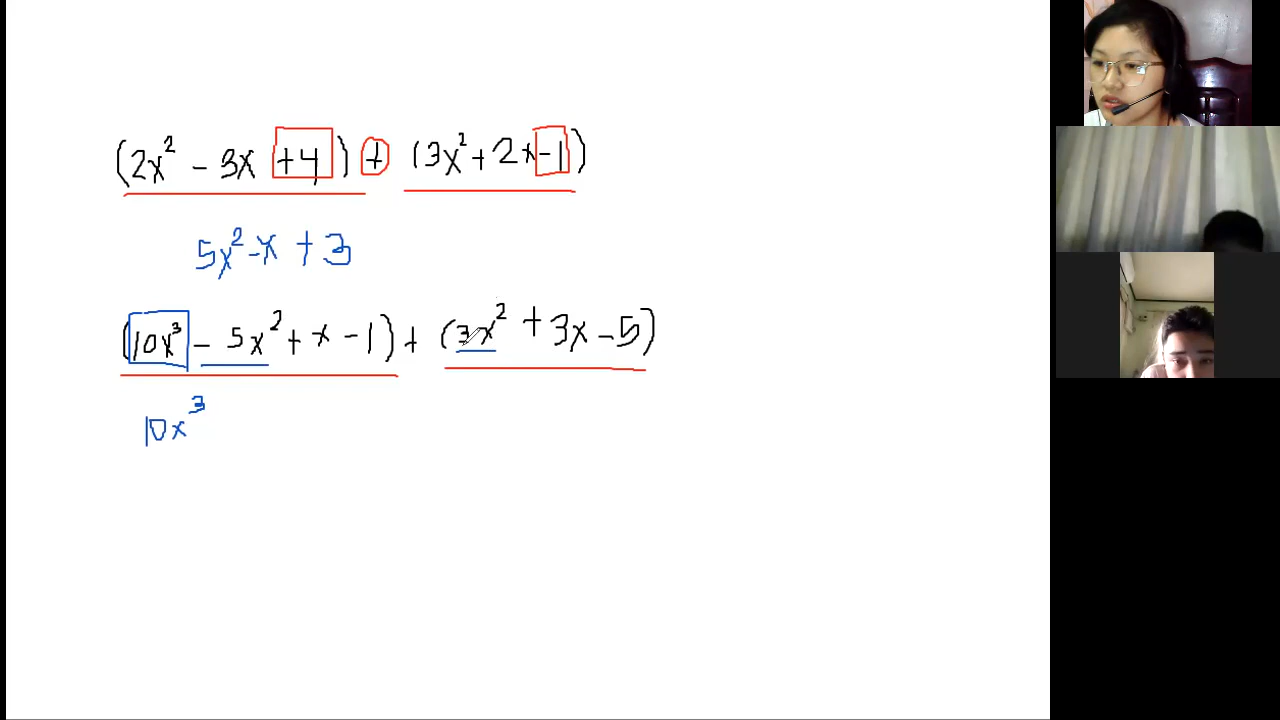 (2x² - 3x +4) + (3x² + 2x -1)
5x² - x + 3
(10x³ - 5x² + x - 1) + (3x² + 3x - 5)
10x³